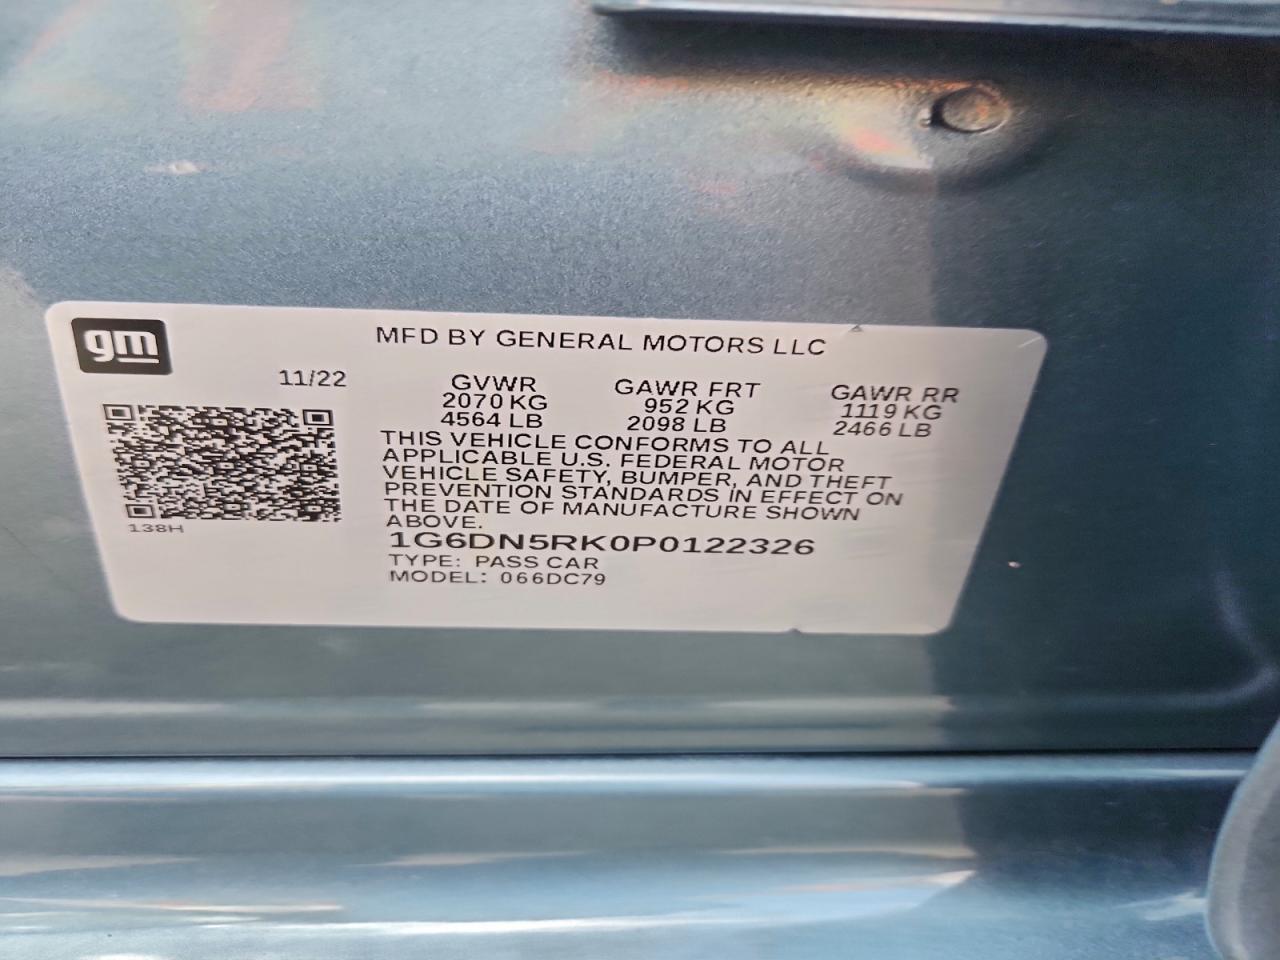 gm
MFD BY GENERAL MOTORS LLC
11/22
GVWR GAWR FRT GAWR RR
2070 KG 952 KG 1119 KG
4564 LB 2098 LB 2466 LB
THIS VEHICLE CONFORMS TO ALL
APPLICABLE U.S. FEDERAL MOTOR
VEHICLE SAFETY, BUMPER, AND THEFT
PREVENTION STANDARDS IN EFFECT ON
THE DATE OF MANUFACTURE SHOWN
ABOVE.
138H
1G6DN5RK0P0122326
TYPE: PASS CAR
MODEL: 066DC79